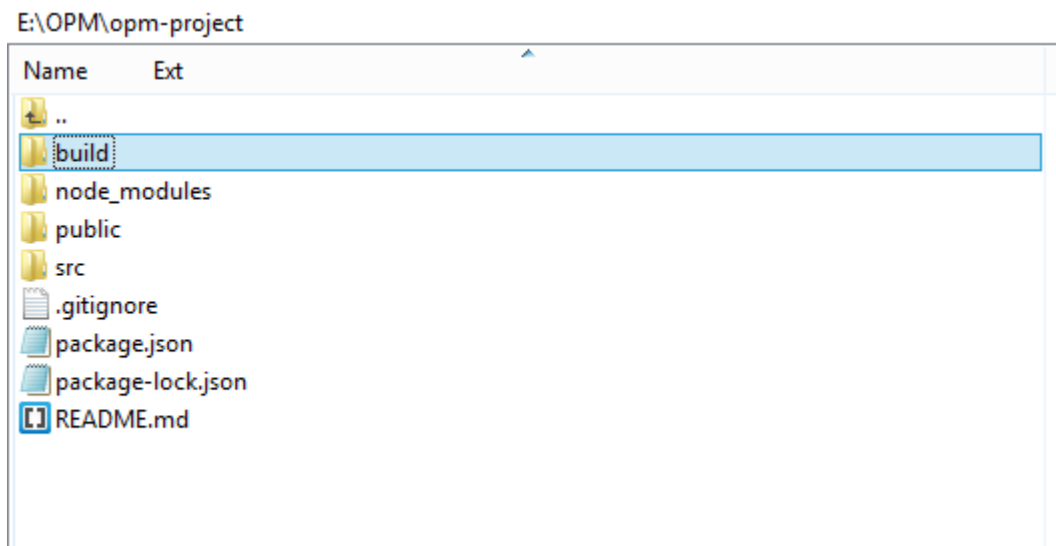 E:\OPM\opm-project
Name Ext
..
build
node_modules
public
src
.gitignore
package.json
package-lock.json
README.md